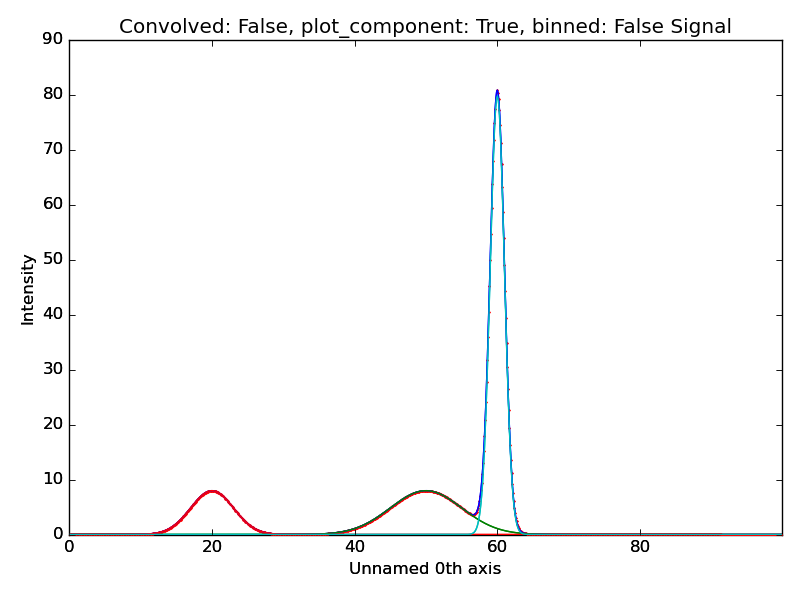 Convolved: False, plot_component: True, binned: False Signal
90
80
70
60
50
40
30
20
10
0
Intensity
0 20 40 60 80
Unnamed 0th axis